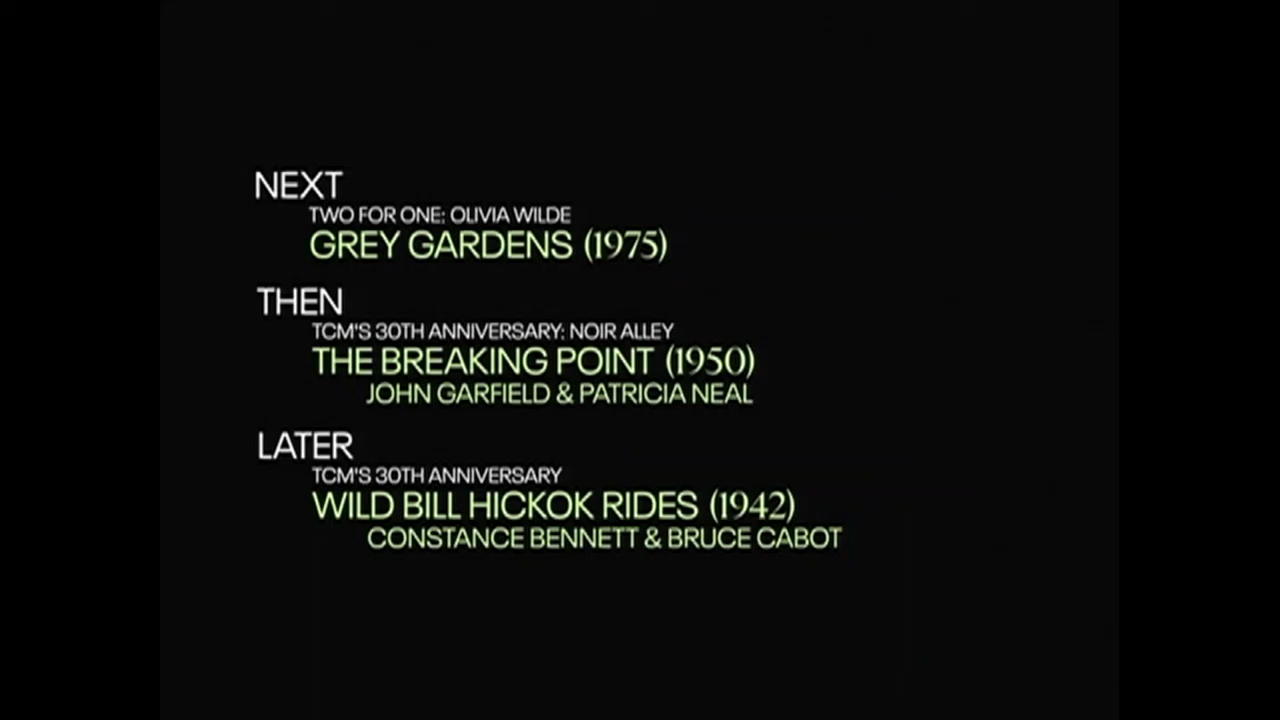 NEXT
TWO FOR ONE: OLIVIA WILDE
GREY GARDENS (1975)
THEN
TCM'S 30TH ANNIVERSARY: NOIR ALLEY
THE BREAKING POINT (1950)
JOHN GARFIELD & PATRICIA NEAL
LATER
TCM'S 30TH ANNIVERSARY
WILD BILL HICKOK RIDES (1942)
CONSTANCE BENNETT & BRUCE CABOT